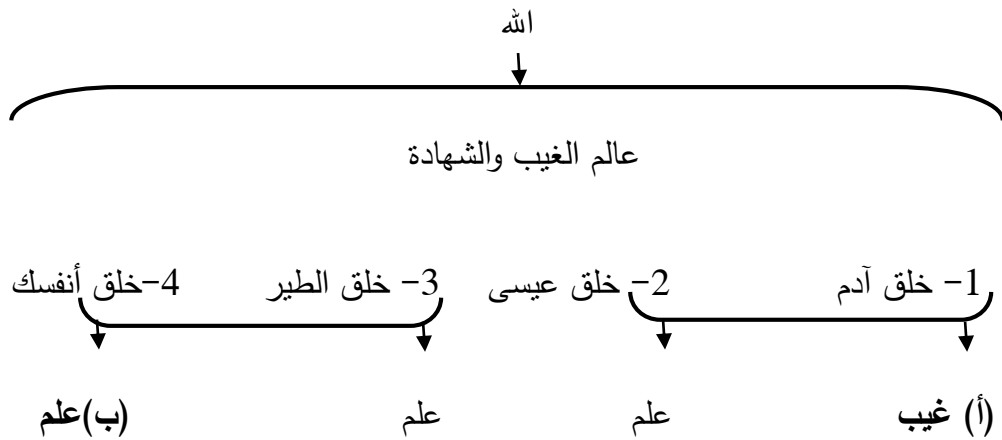 الله
عالم الغيب والشهادة
1- خلق آدم 2- خلق عيسى 3- خلق الطير 4-خلق أنفسك
(أ) غيب علم علم (ب)علم